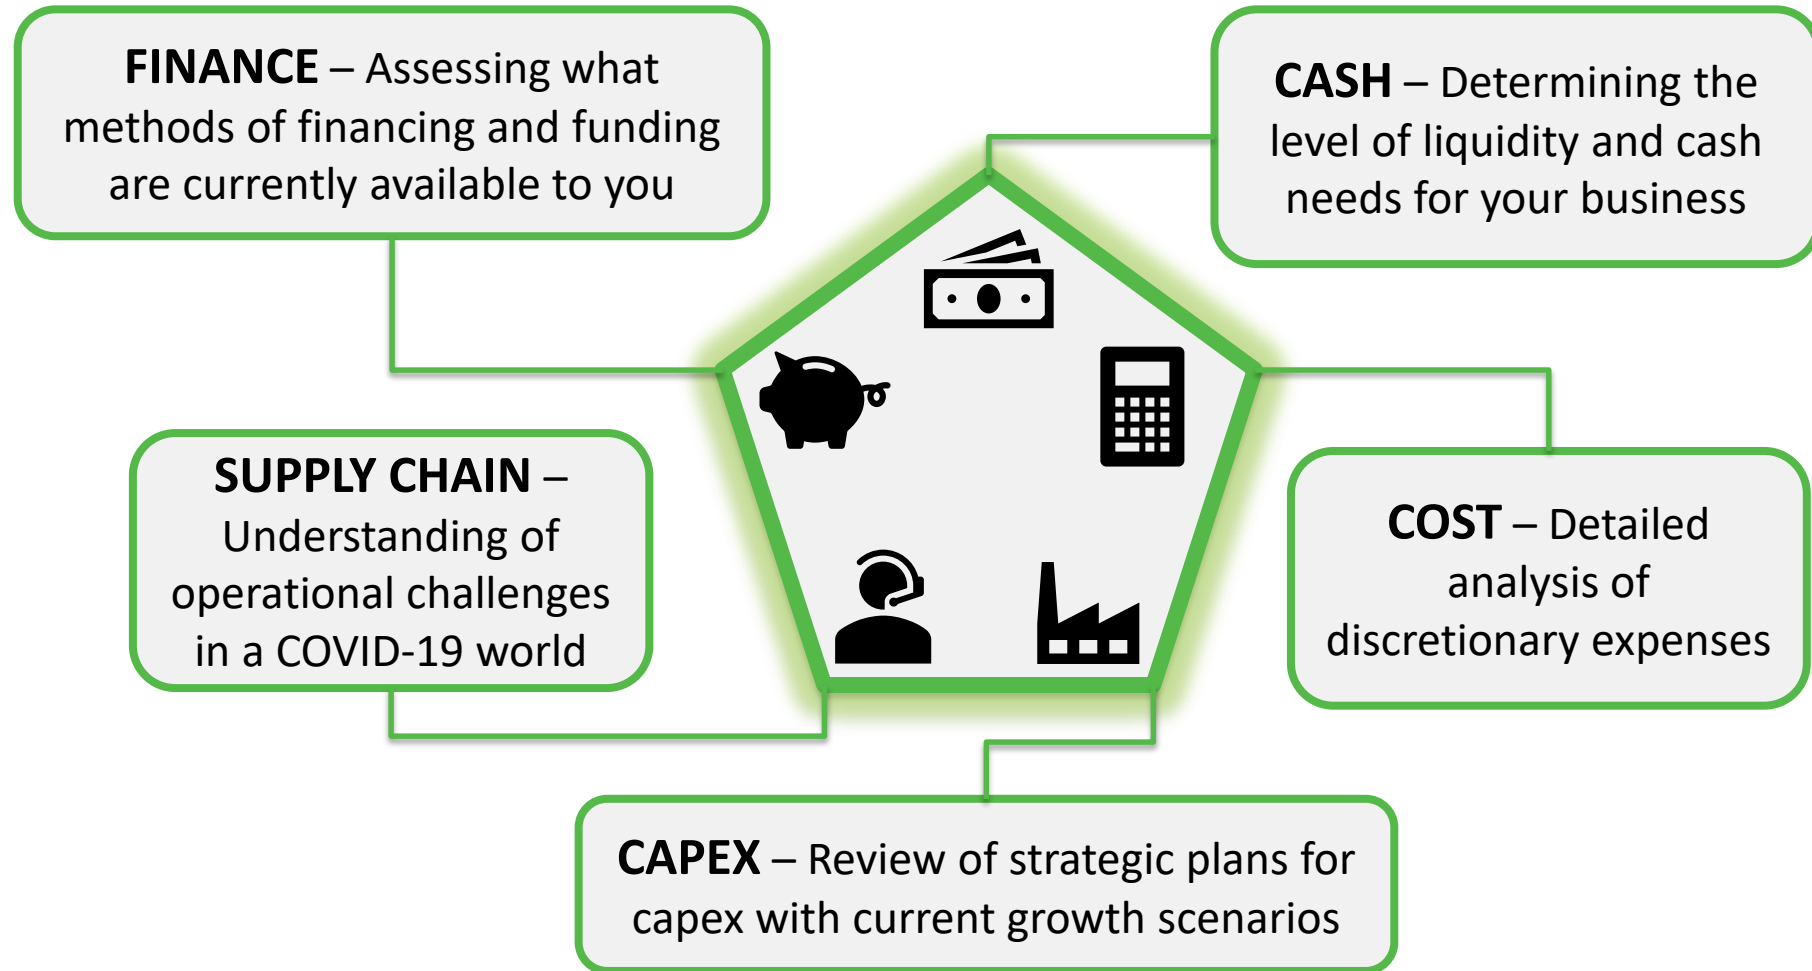 FINANCE – Assessing what
methods of financing and funding
are currently available to you
CASH – Determining the
level of liquidity and cash
needs for your business
SUPPLY CHAIN –
Understanding of
operational challenges
in a COVID-19 world
COST – Detailed
analysis of
discretionary expenses
CAPEX – Review of strategic plans for
capex with current growth scenarios